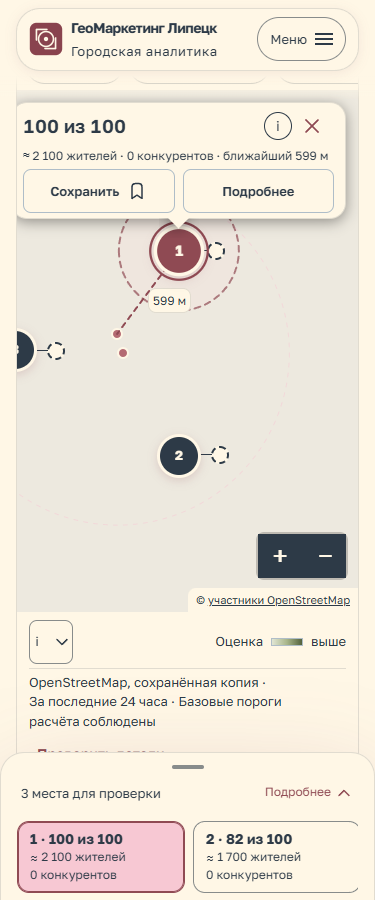 ГеоМаркетинг Липецк
Городская аналитика
Меню
100 из 100
i
≈ 2 100 жителей · 0 конкурентов · ближайший 599 м
Сохранить
Подробнее
1
599 м
2
+ −
© участники OpenStreetMap
i
Оценка выше
OpenStreetMap, сохранённая копия ·
За последние 24 часа · Базовые пороги
расчёта соблюдены
3 места для проверки
Подробнее
1 · 100 из 100
≈ 2 100 жителей
0 конкурентов
2 · 82 из 100
≈ 1 700 жителей
0 конкурентов